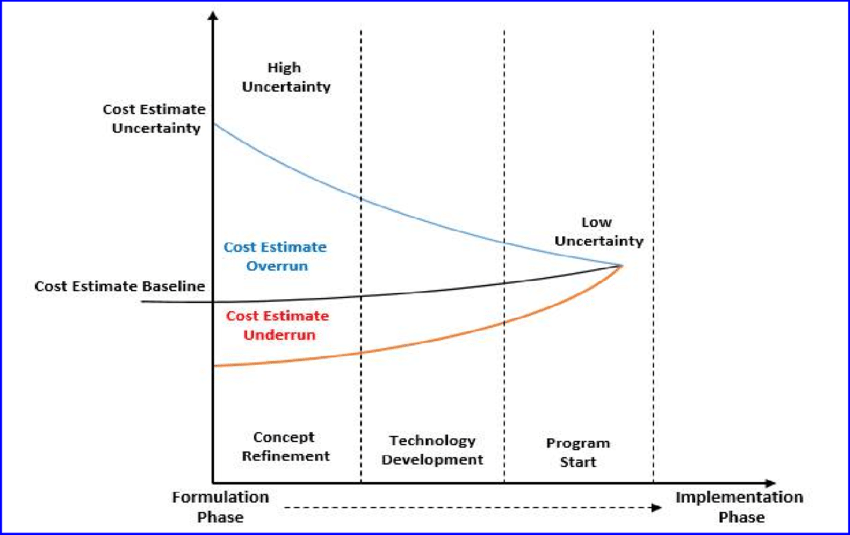 High
Uncertainty
Cost Estimate
Uncertainty
Low
Uncertainty
Cost Estimate
Overrun
Cost Estimate Baseline
Cost Estimate
Underrun
Concept
Refinement
Technology
Development
Program
Start
Formulation
Phase
Implementation
Phase